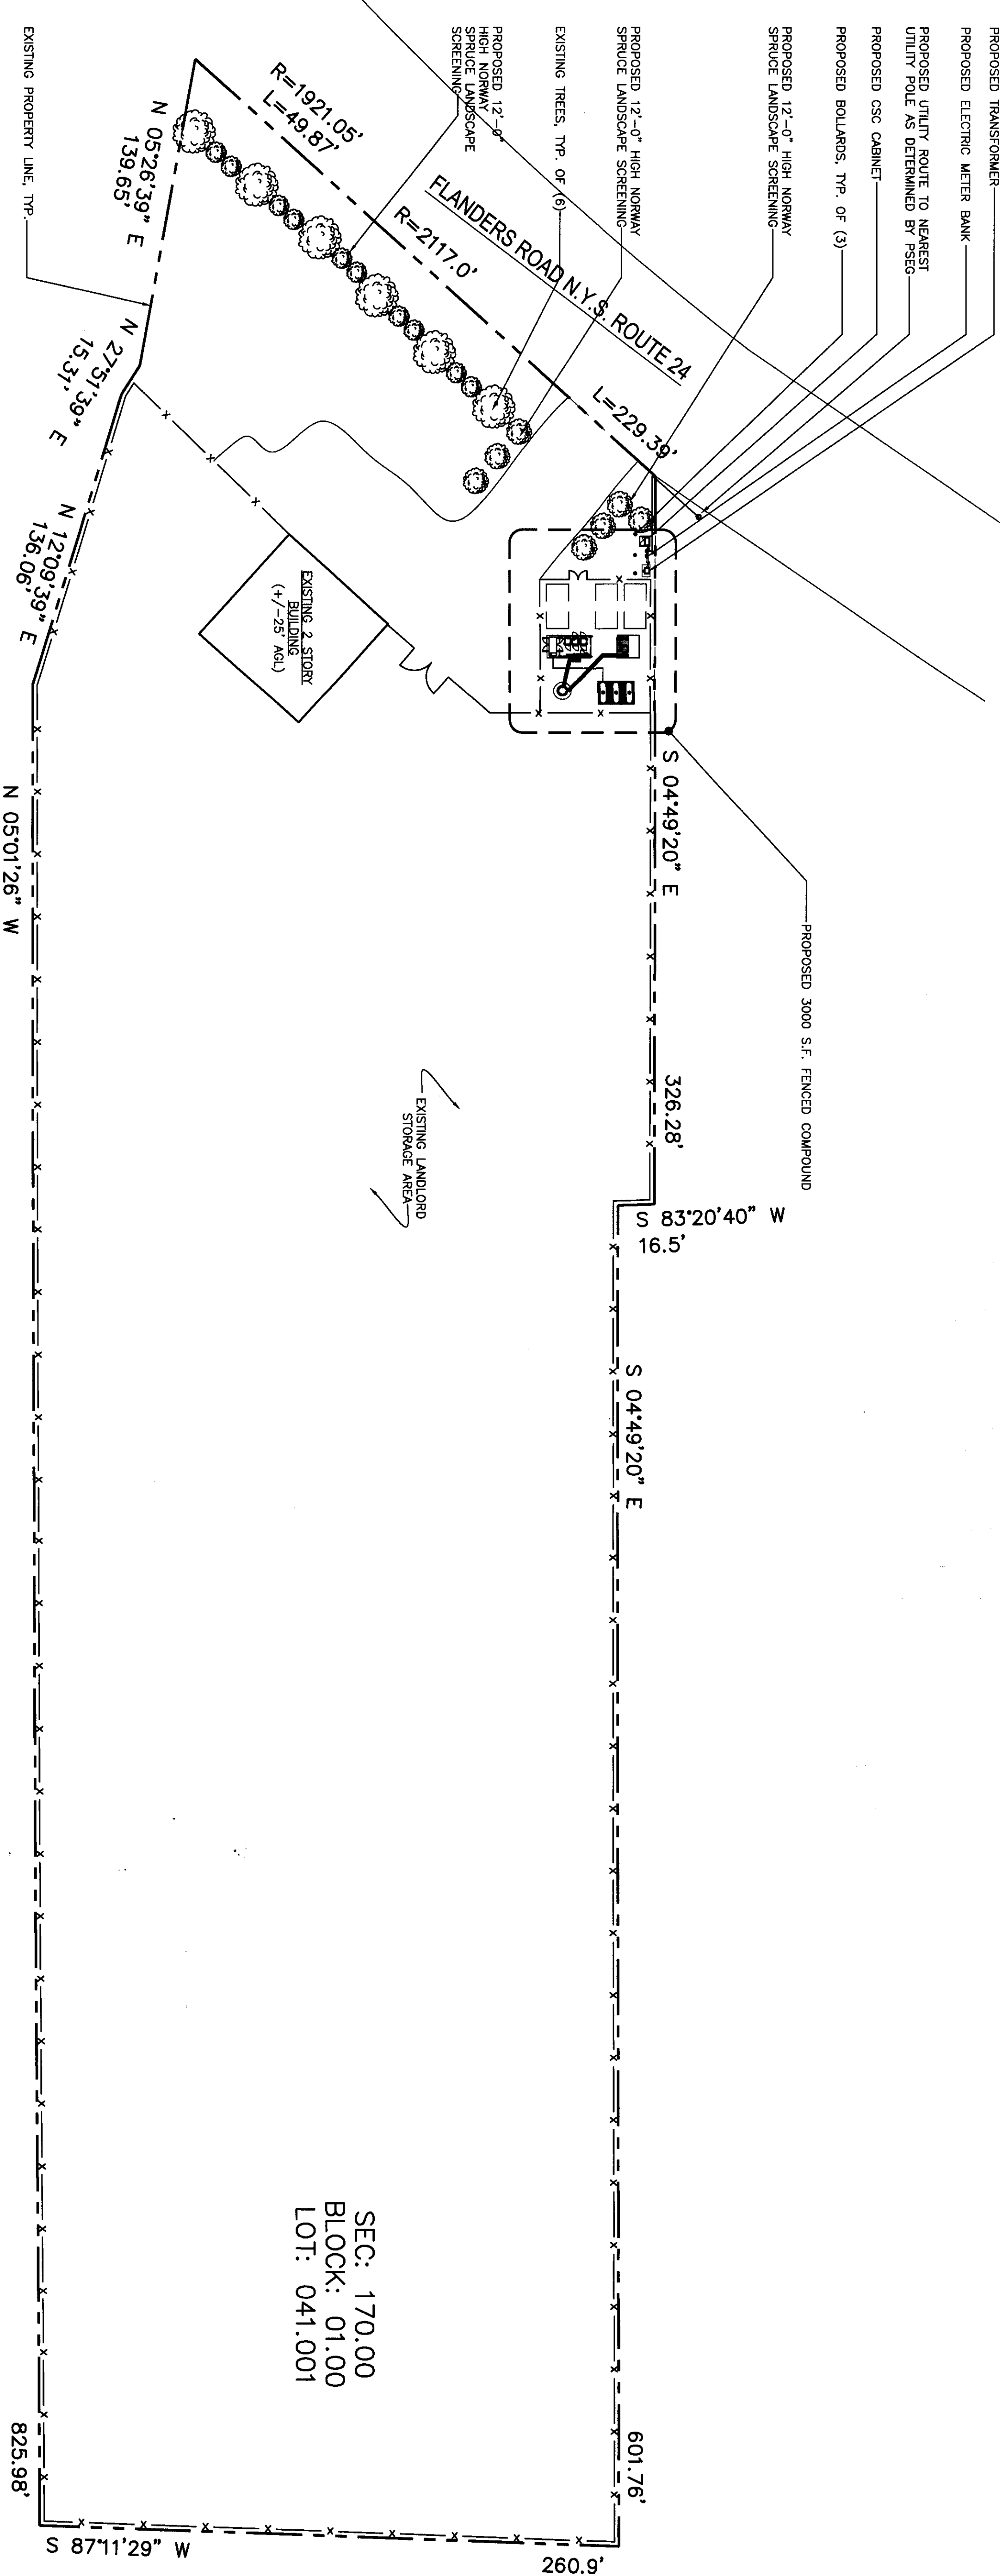 PROPOSED TRANSFORMER
PROPOSED ELECTRIC METER BANK
PROPOSED UTILITY ROUTE TO NEAREST
UTILITY POLE AS DETERMINED BY PSEG
PROPOSED CSC CABINET
PROPOSED BOLLARDS, TYP. OF (3)
PROPOSED 12'-0" HIGH NORWAY
SPRUCE LANDSCAPE SCREENING
PROPOSED 12'-0" HIGH NORWAY
SPRUCE LANDSCAPE SCREENING
EXISTING TREES, TYP. OF (6)
PROPOSED 12'-0"
HIGH NORWAY
SPRUCE LANDSCAPE
SCREENING
EXISTING PROPERTY LINE, TYP.
R=1921.05'
L=49.87'
FLANDERS ROAD N.Y.S. ROUTE 24
R=2117.0'
L=229.39'
N 05°26'39" E
139.65'
N 27°51'39" E
15.31'
N 12°09'39" E
136.06'
EXISTING 2 STORY
BUILDING
(+/-25' AGL)
PROPOSED 3000 S.F. FENCED COMPOUND
S 04°49'20" E
326.28'
S 83°20'40" W
16.5'
EXISTING LANDLORD
STORAGE AREA
N 05°01'26" W
S 04°49'20" E
SEC: 170.00
BLOCK: 01.00
LOT: 041.001
601.76'
825.98'
S 87°11'29" W
260.9'